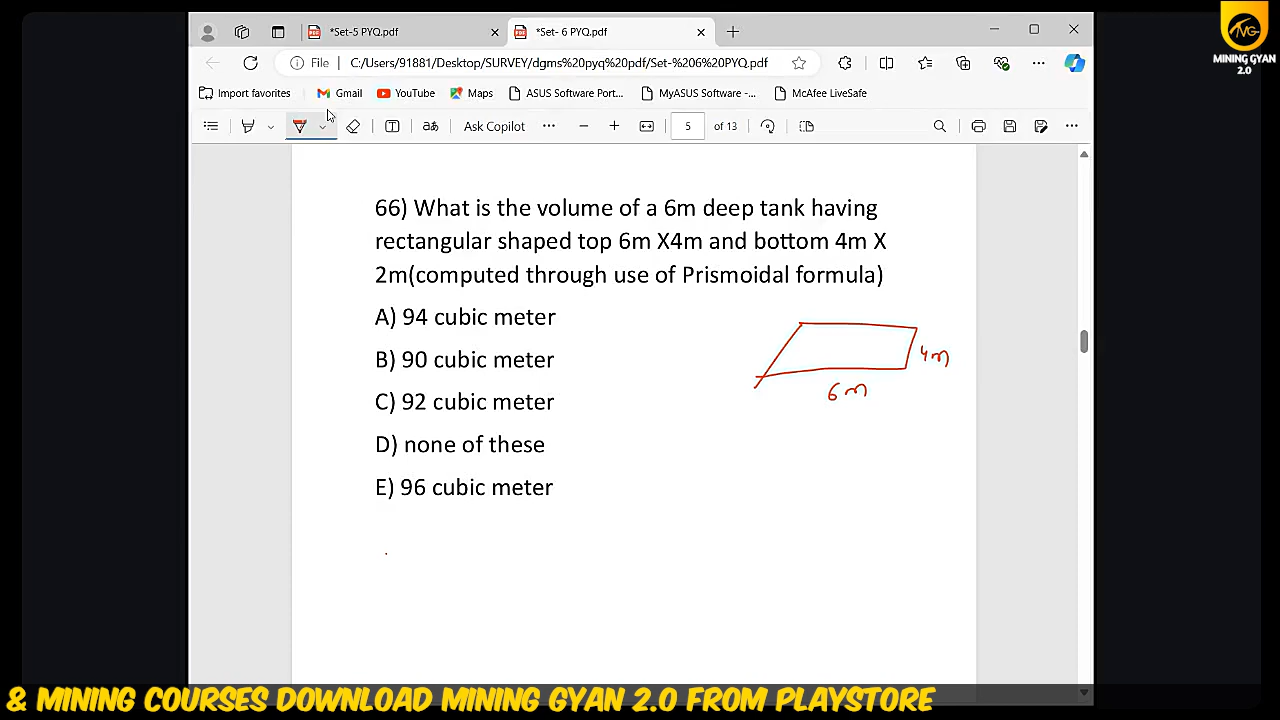 *Set-5 PYQ.pdf
*Set- 6 PYQ.pdf
MINING GYAN
2.0
File
C:/Users/91881/Desktop/SURVEY/dgms%20pyq%20pdf/Set-%206%20PYQ.pdf
Import favorites
Gmail
YouTube
Maps
ASUS Software Port...
MyASUS Software -...
McAfee LiveSafe
Ask Copilot
5
of 13
66) What is the volume of a 6m deep tank having
rectangular shaped top 6m X4m and bottom 4m X
2m(computed through use of Prismoidal formula)
A) 94 cubic meter
B) 90 cubic meter
C) 92 cubic meter
D) none of these
E) 96 cubic meter
4m
6m
& MINING COURSES DOWNLOAD MINING GYAN 2.0 FROM PLAYSTORE